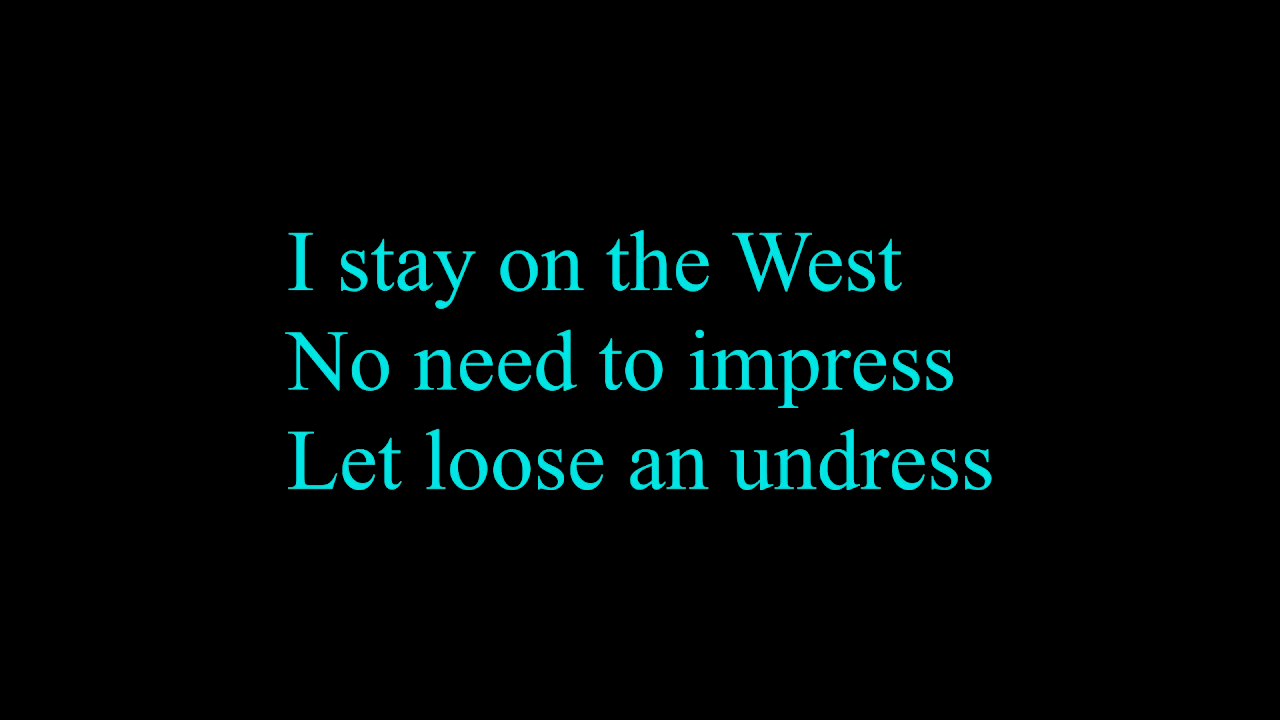 I stay on the West
No need to impress
Let loose an undress